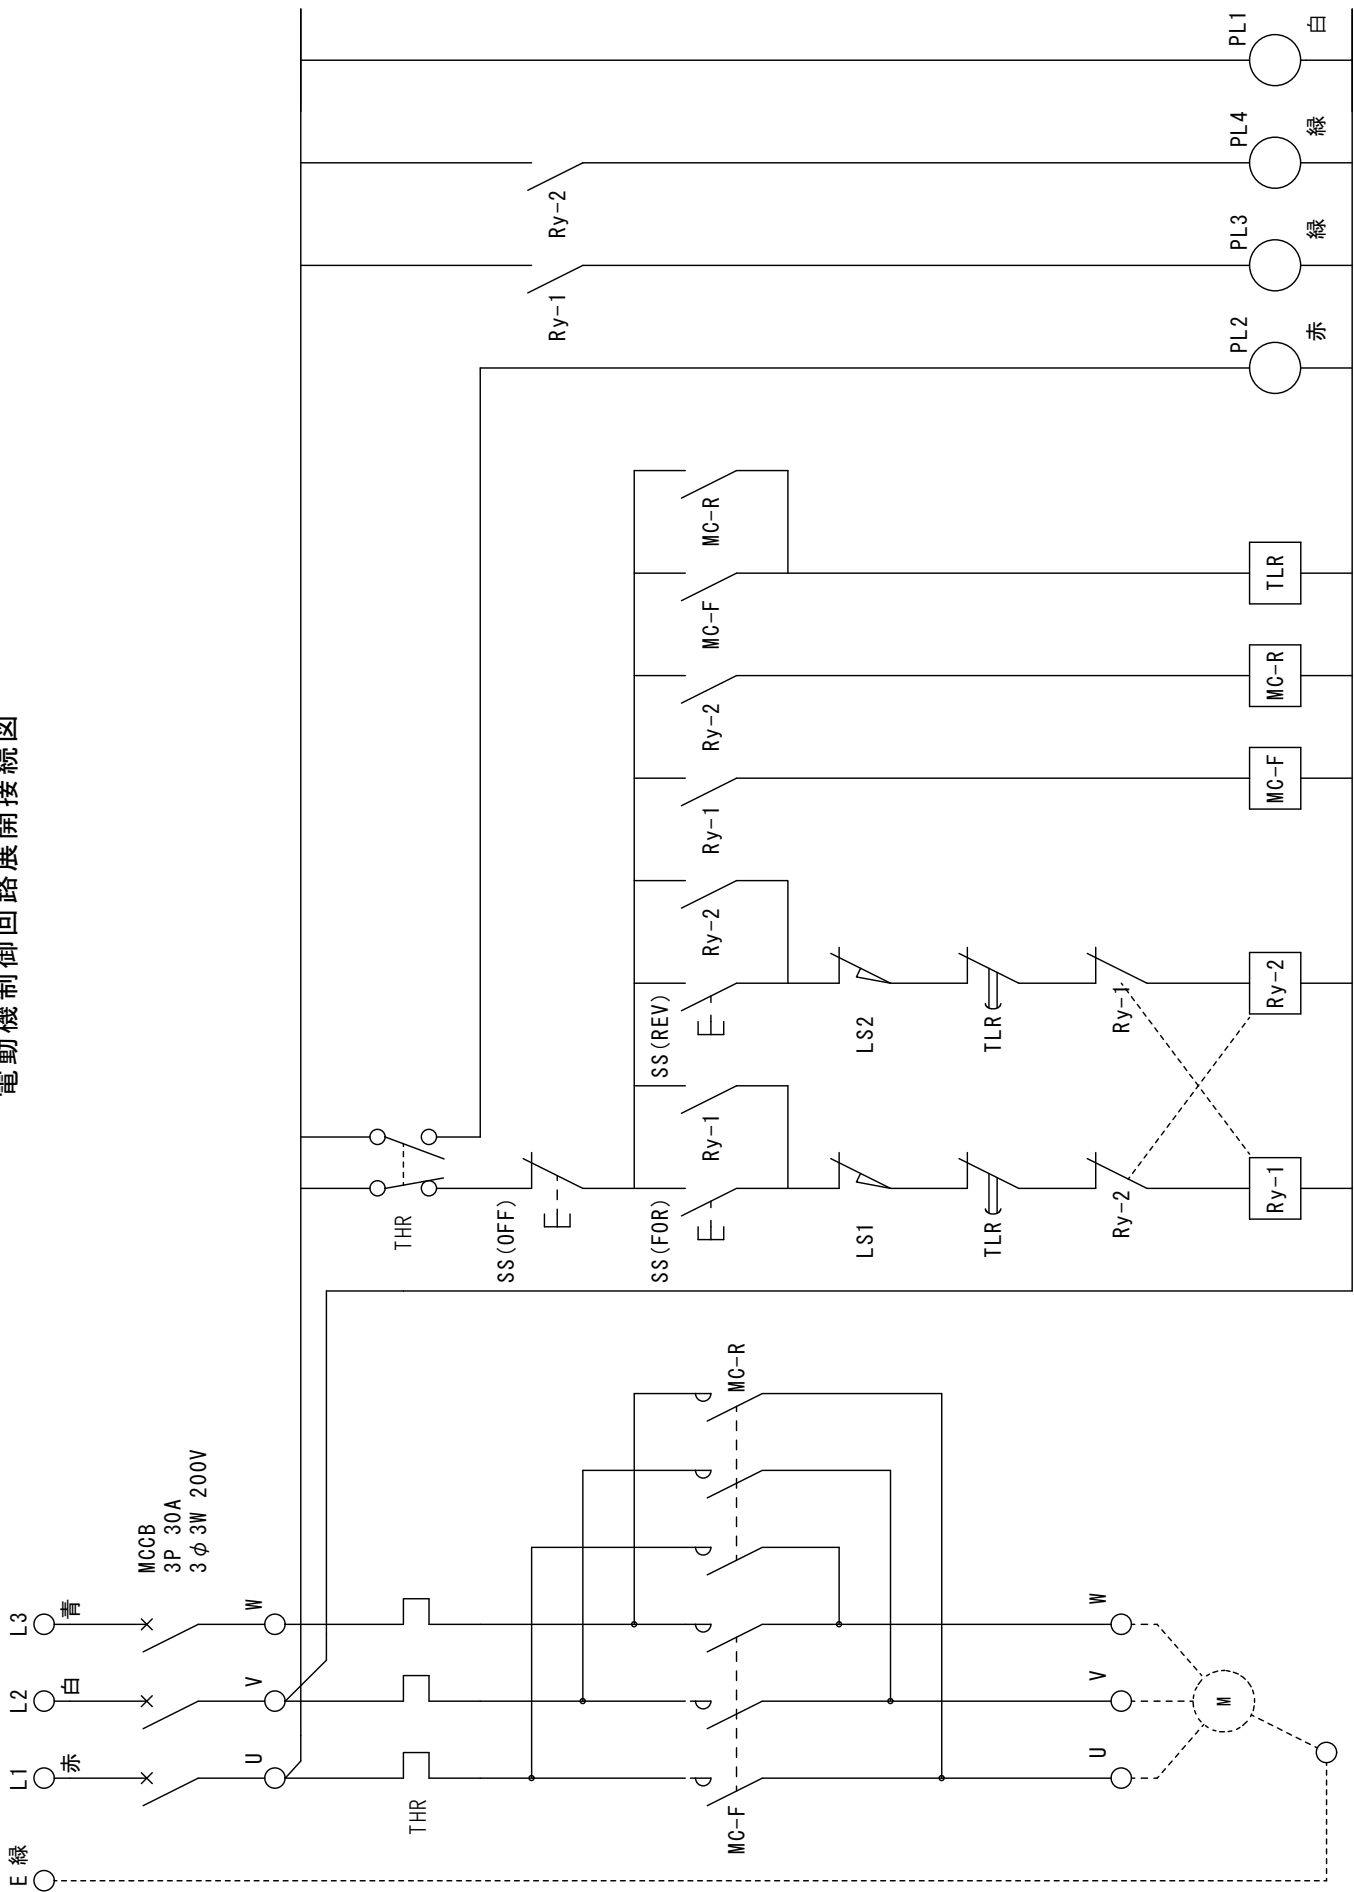 電動機制御回路展開接続図
E 緑
L1
L2
L3
赤
白
青
MCCB
3P 30A
3φ3W 200V
U
V
W
THR
THR
SS(OFF)
Ry-1
Ry-2
SS(FOR)
SS(REV)
Ry-1
Ry-2
Ry-1
Ry-2
MC-F
MC-R
MC-F
MC-R
LS1
LS2
TLR
TLR
U
V
W
Ry-2
Ry-1
M
PL2
PL3
PL4
PL1
Ry-1
Ry-2
MC-F
MC-R
TLR
赤
緑
緑
白